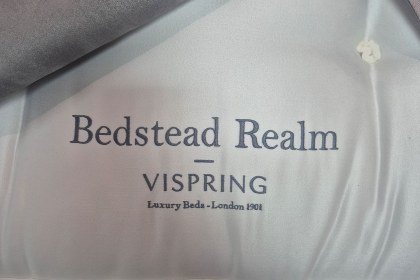 Bedstead Realm
VISPRING
Luxury Beds - London 1901